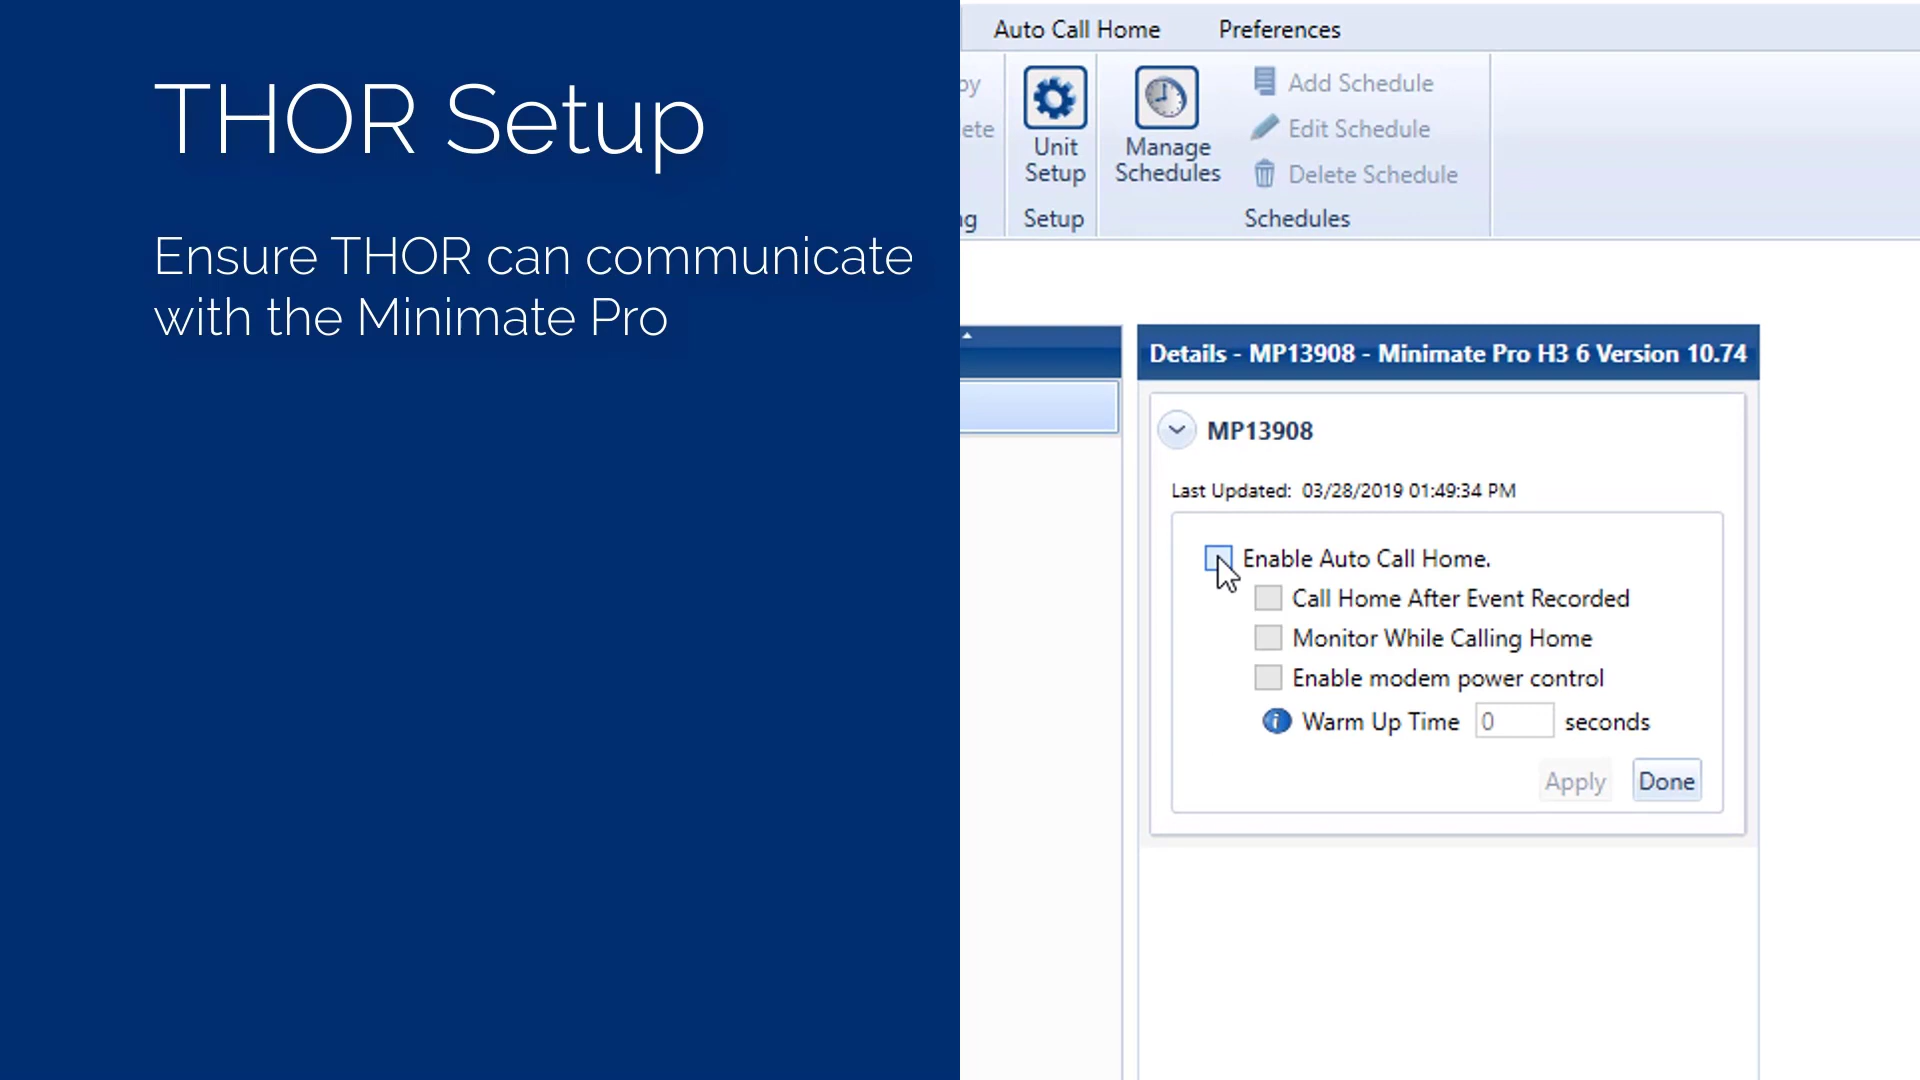 THOR Setup
Ensure THOR can communicate
with the Minimate Pro
Auto Call Home
Preferences
Unit
Setup
Setup
Manage
Schedules
Add Schedule
Edit Schedule
Delete Schedule
Schedules
Details - MP13908 - Minimate Pro H3 6 Version 10.74
MP13908
Last Updated: 03/28/2019 01:49:34 PM
Enable Auto Call Home.
Call Home After Event Recorded
Monitor While Calling Home
Enable modem power control
Warm Up Time 0 seconds
Apply Done